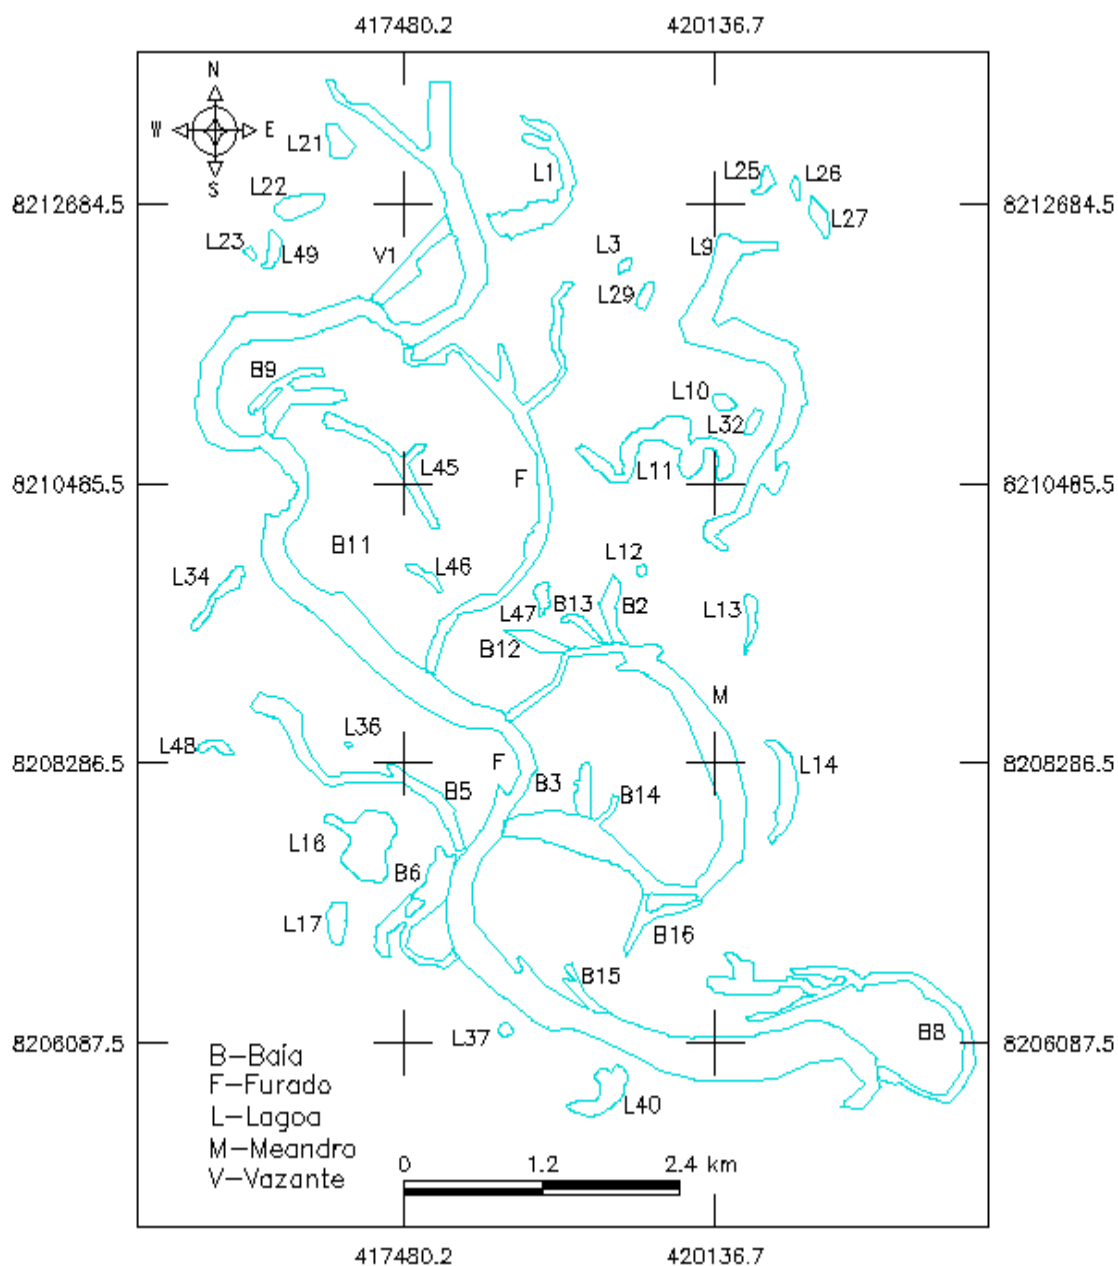 417480.2 420136.7
N
W E
S
L21
L1
L25 L26
L22
8212684.5 8212684.5
L27
L23 L49
V1
L3
L9
L29
B9
L10
L32
L45
L11
F
8210485.5 8210485.5
B11
L12
L46
L34
L47 B13 B2
L13
B12
M
L48
L36
F
8208286.5 8208286.5
B3
L14
B5
B14
L16
B6
L17
B16
B15
L37
B8
8206087.5 8206087.5
B-Baía
F-Furado
L-Lagoa
L40
M-Meandro
V-Vazante
0 1.2 2.4 km
417480.2 420136.7